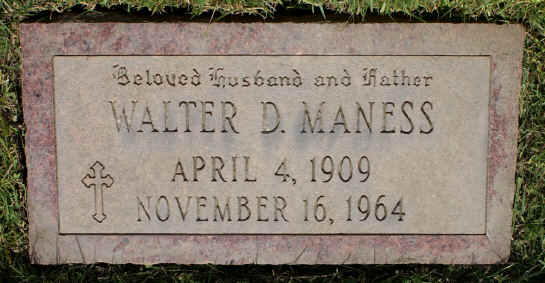 Beloved Husband and Father
WALTER D. MANESS
APRIL 4, 1909
NOVEMBER 16, 1964